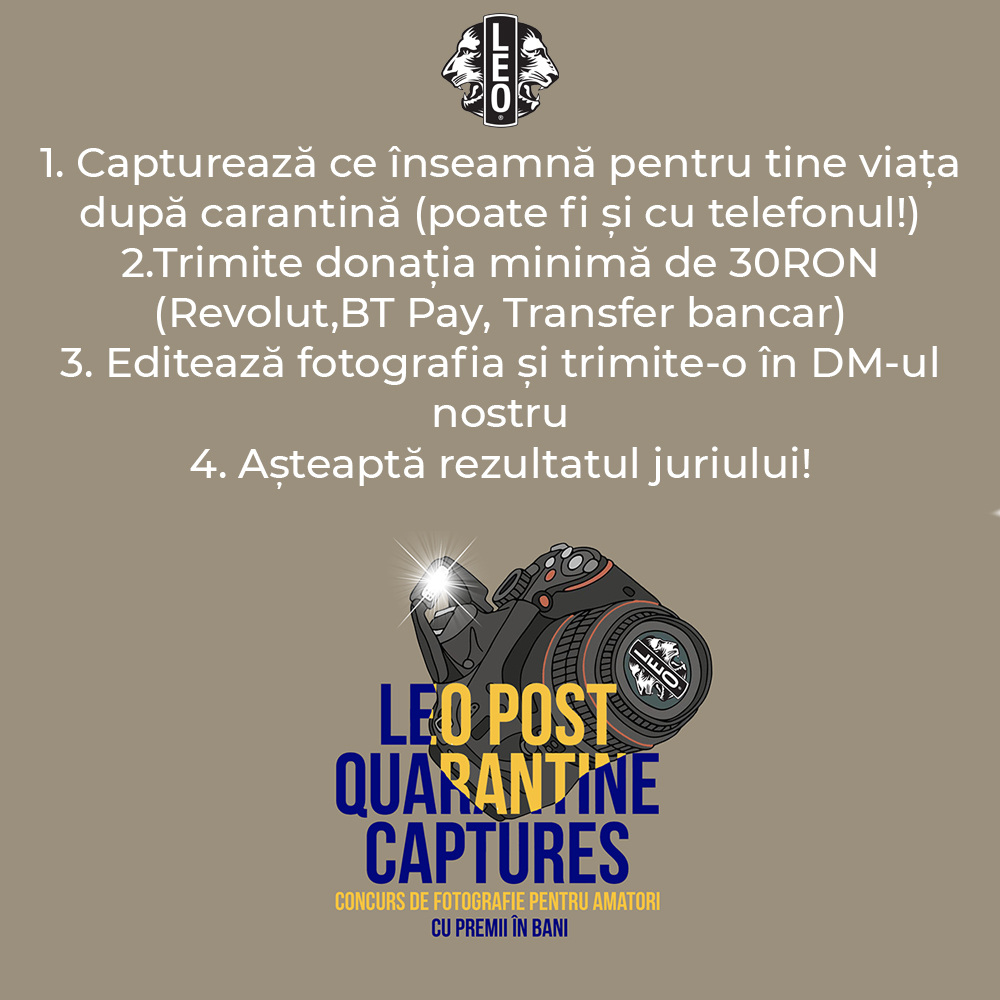 LEO
1. Capturează ce înseamnă pentru tine viața
după carantină (poate fi și cu telefonul!)
2.Trimite donația minimă de 30RON
(Revolut,BT Pay, Transfer bancar)
3. Editează fotografia și trimite-o în DM-ul
nostru
4. Așteaptă rezultatul juriului!
LEO
LEO POST
QUARANTINE
CAPTURES
CONCURS DE FOTOGRAFIE PENTRU AMATORI
CU PREMII ÎN BANI